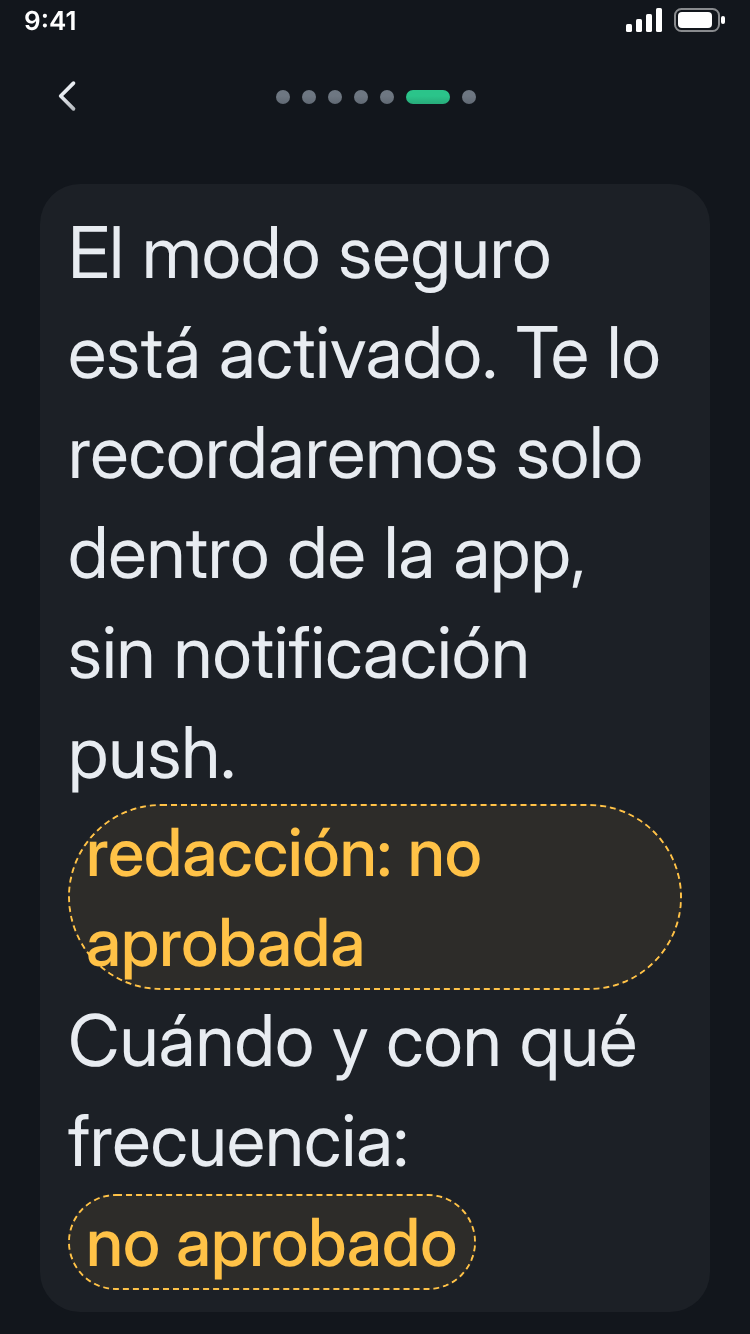 9:41
El modo seguro
está activado. Te lo
recordaremos solo
dentro de la app,
sin notificación
push.
redacción: no
aprobada
Cuándo y con qué
frecuencia:
no aprobado